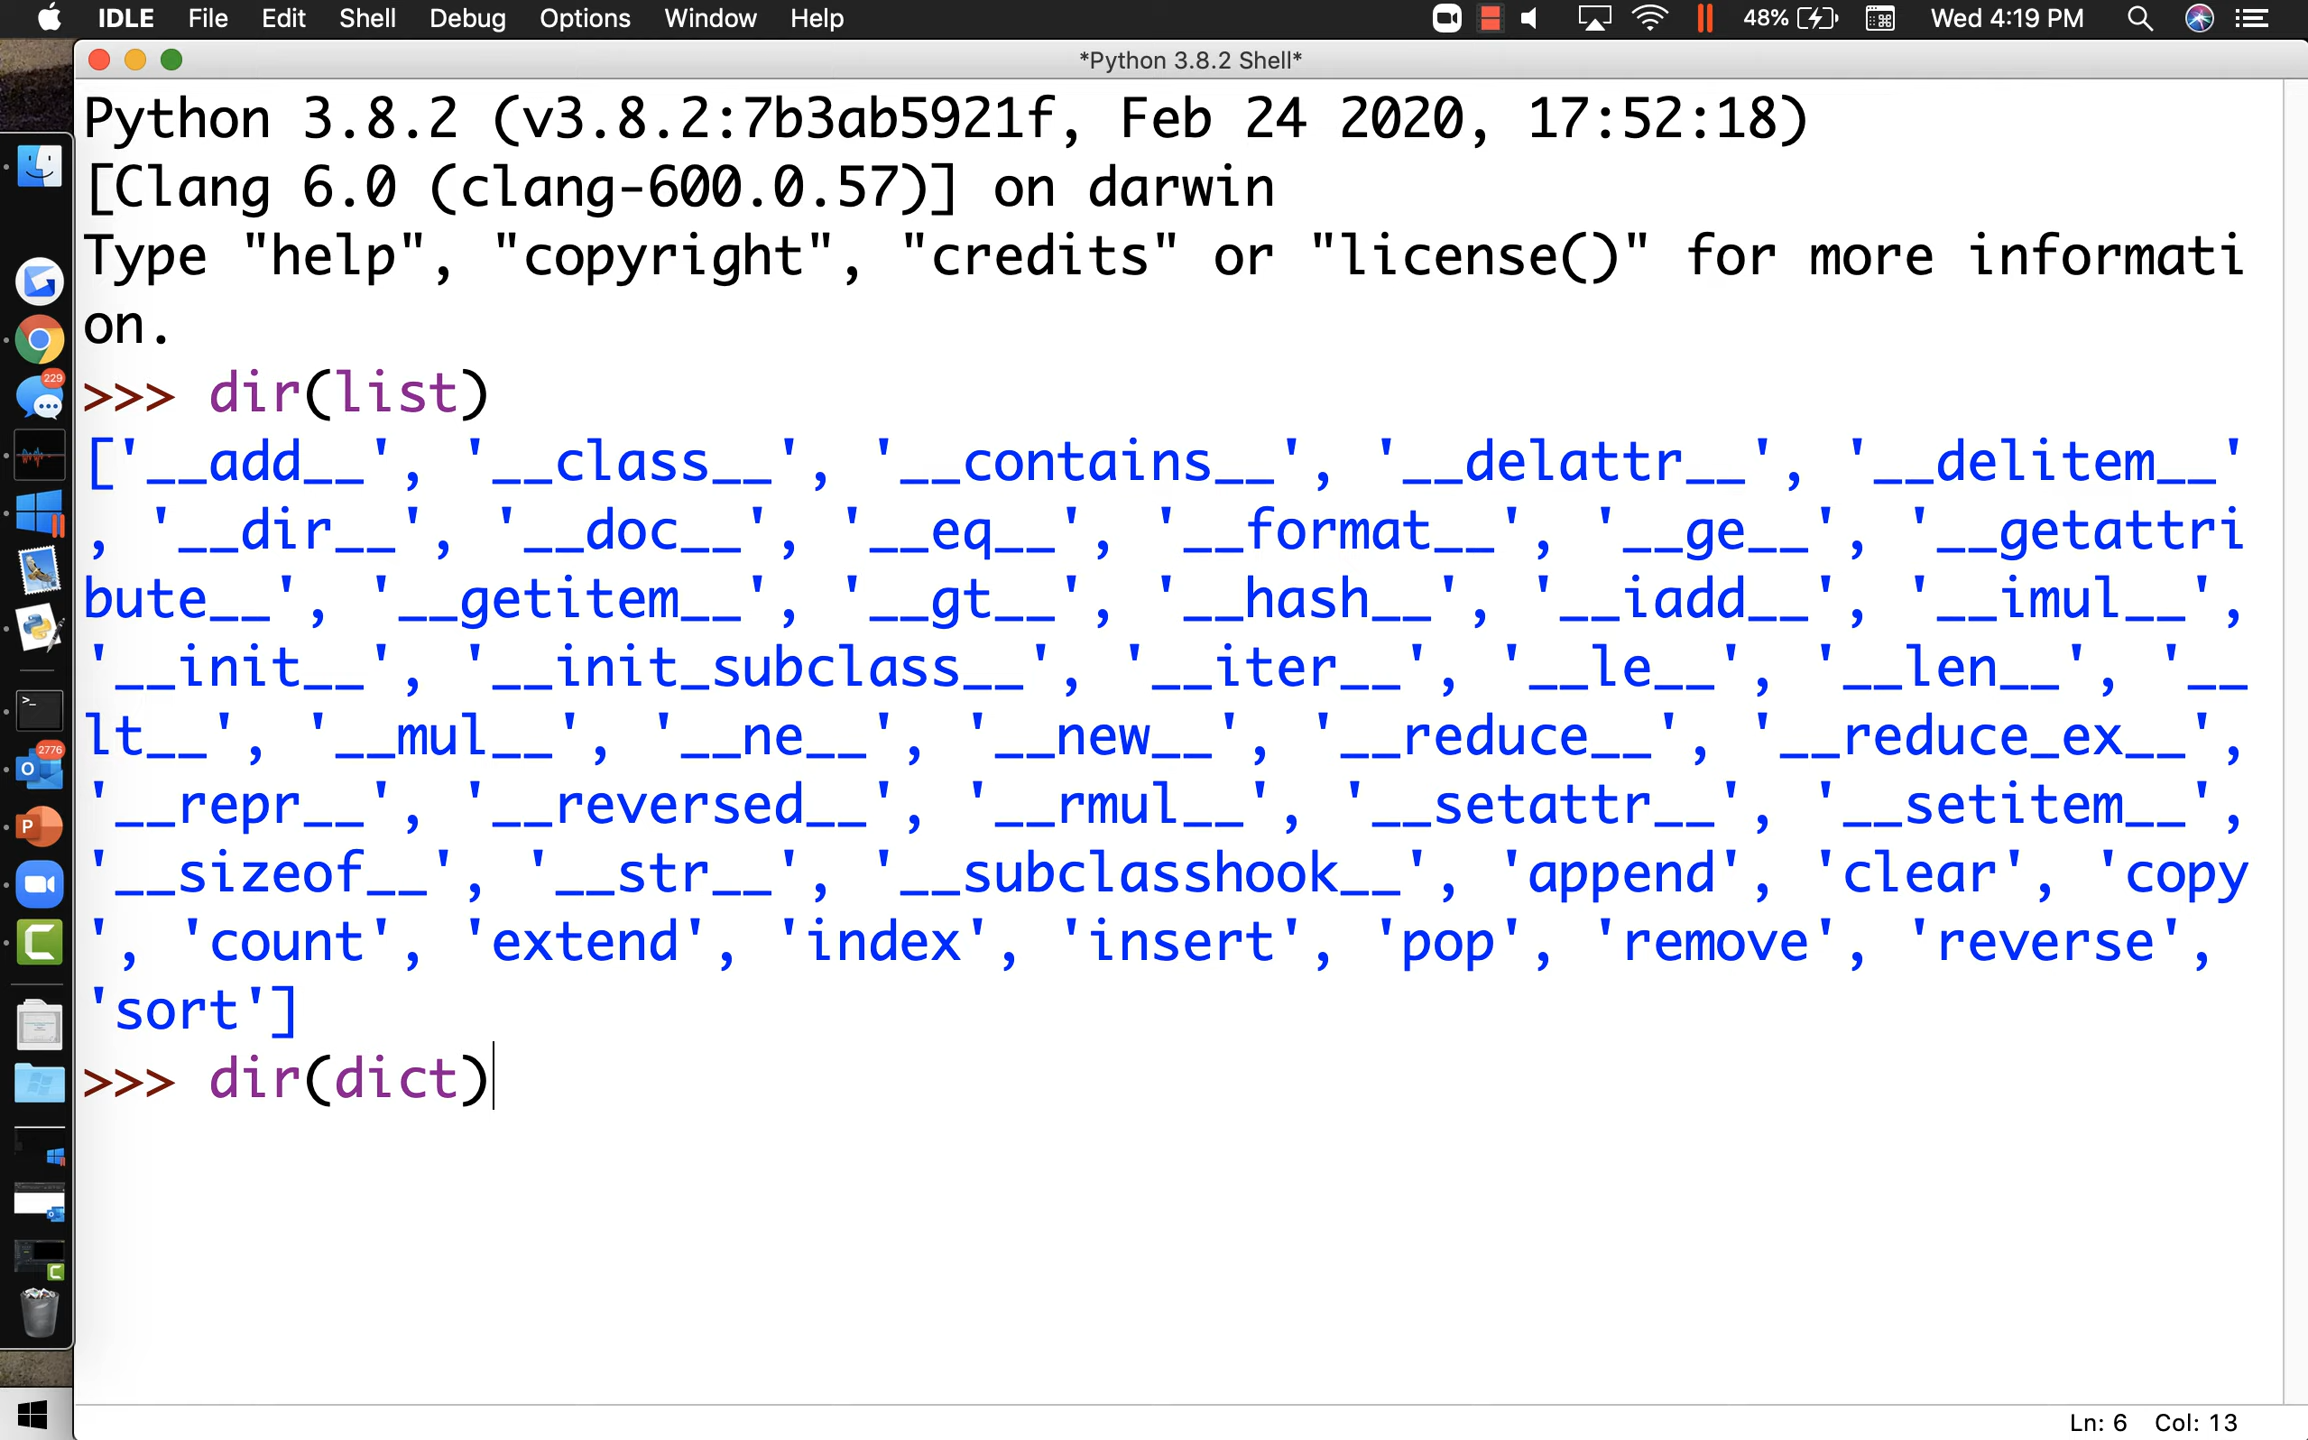 IDLE File Edit Shell Debug Options Window Help 48% Wed 4:19 PM
*Python 3.8.2 Shell*
Python 3.8.2 (v3.8.2:7b3ab5921f, Feb 24 2020, 17:52:18)
[Clang 6.0 (clang-600.0.57)] on darwin
Type "help", "copyright", "credits" or "license()" for more informati
on.
>>> dir(list)
['__add__', '__class__', '__contains__', '__delattr__', '__delitem__'
, '__dir__', '__doc__', '__eq__', '__format__', '__ge__', '__getattri
bute__', '__getitem__', '__gt__', '__hash__', '__iadd__', '__imul__',
'__init__', '__init_subclass__', '__iter__', '__le__', '__len__', '__
lt__', '__mul__', '__ne__', '__new__', '__reduce__', '__reduce_ex__',
'__repr__', '__reversed__', '__rmul__', '__setattr__', '__setitem__',
'__sizeof__', '__str__', '__subclasshook__', 'append', 'clear', 'copy
', 'count', 'extend', 'index', 'insert', 'pop', 'remove', 'reverse',
'sort']
>>> dir(dict)
229
2776
Ln: 6 Col: 13